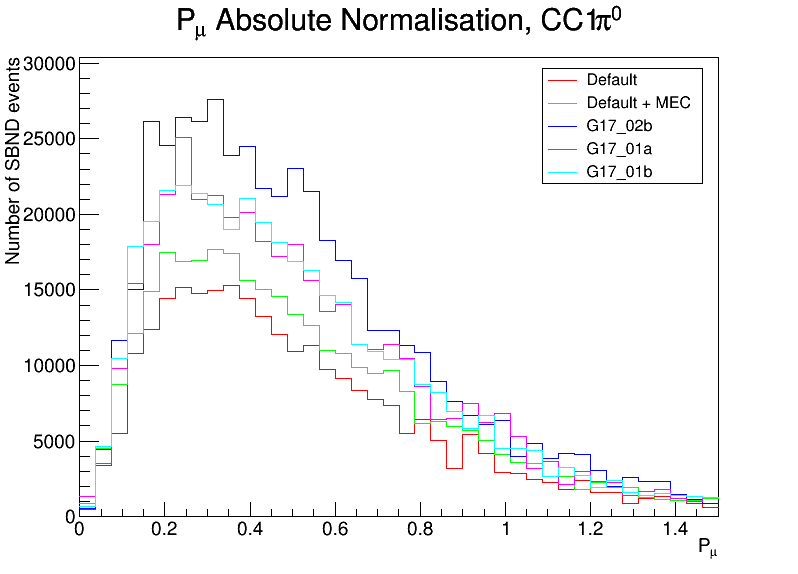 Pμ Absolute Normalisation, CC1π⁰
Number of SBND events
30000
25000
20000
15000
10000
5000
0
Default
Default + MEC
G17_02b
G17_01a
G17_01b
0 0.2 0.4 0.6 0.8 1 1.2 1.4
Pμ